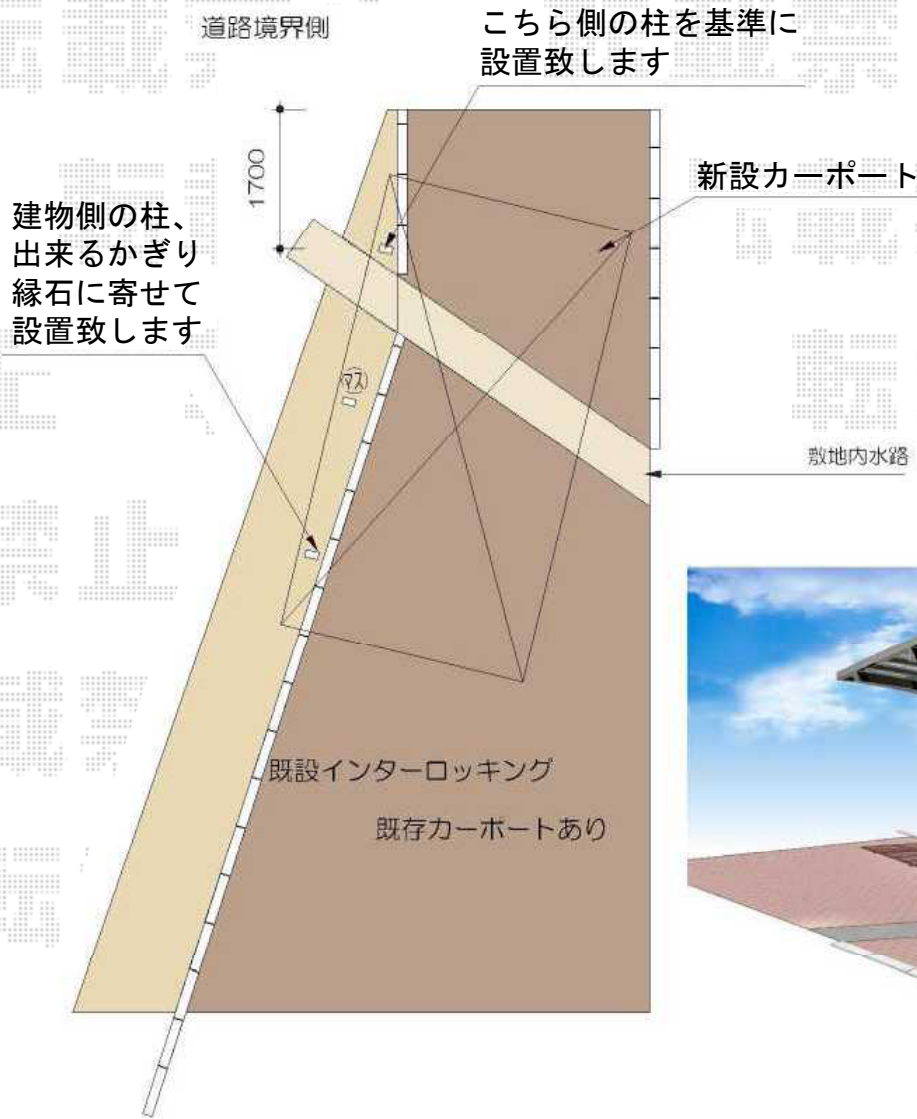 道路境界側
こちら側の柱を基準に
設置致します
1700
新設カーポート
建物側の柱、
出来るかぎり
縁石に寄せて
設置致します
マス
敷地内水路
既設インターロッキング
既存カーポートあり